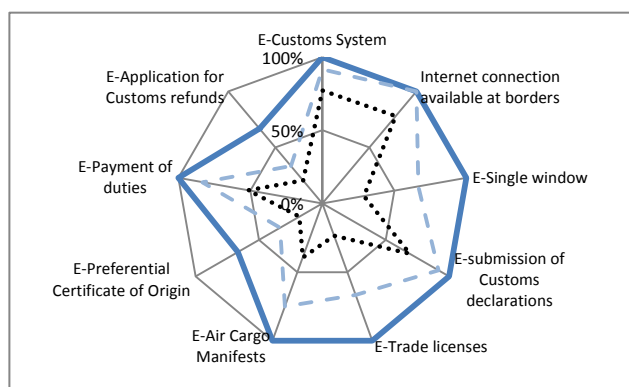 E-Customs System
100%
E-Application for
Customs refunds
Internet connection
available at borders
50%
E-Payment of
duties
E-Single window
0%
E-submission of
Customs
declarations
E-Preferential
Certificate of Origin
E-Air Cargo
Manifests
E-Trade licenses